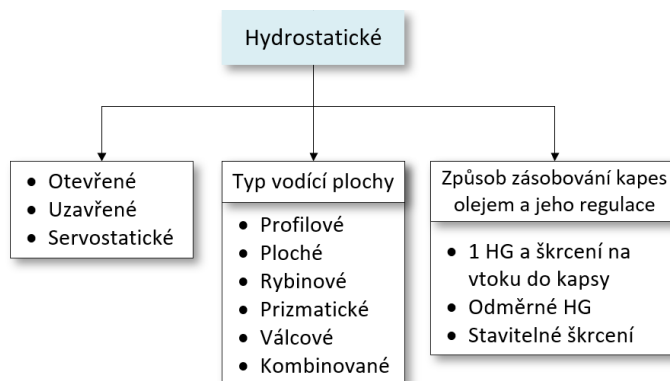 Hydrostatické
• Otevřené
• Uzavřené
• Servostatické
Typ vodící plochy
• Profilové
• Ploché
• Rybinové
• Prizmatické
• Válcové
• Kombinované
Způsob zásobování kapes
olejem a jeho regulace
• 1 HG a škrcení na
vtoku do kapsy
• Odměrné HG
• Stavitelné škrcení